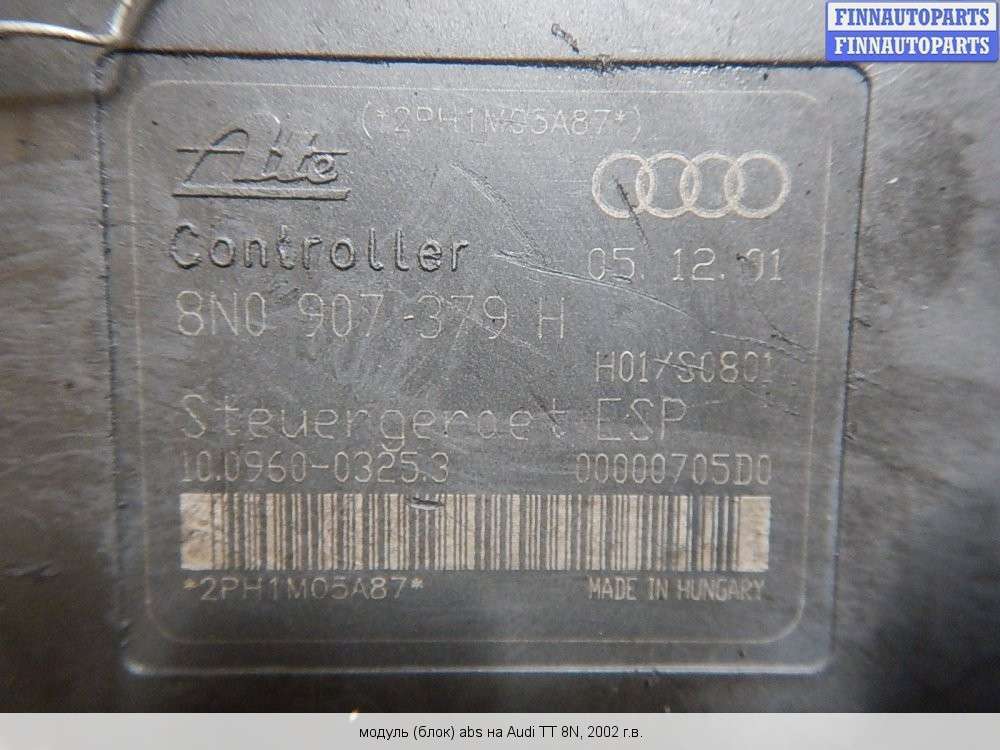 FINNAUTOPARTS
FINNAUTOPARTS
(*2PH1M05A87*)
Ate
Controller
05. 12. 01
8N0 907 379 H
H01/S0801
Steuergeraet ESP
10.0960-0325.3
00000705D0
*2PH1M05A87*
MADE IN HUNGARY
модуль (блок) abs на Audi TT 8N, 2002 г.в.